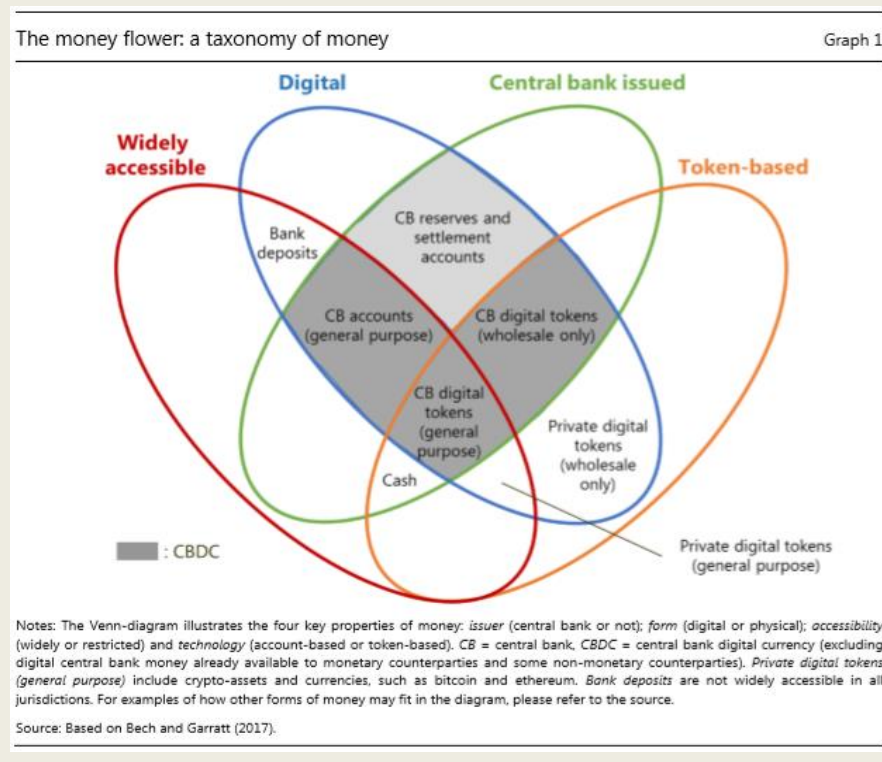 The money flower: a taxonomy of money
Graph 1
Digital
Central bank issued
Widely
accessible
Token-based
Bank
deposits
CB reserves and
settlement
accounts
CB accounts
(general purpose)
CB digital tokens
(wholesale only)
CB digital
tokens
(general
purpose)
Private digital
tokens
(wholesale
only)
Cash
: CBDC
Private digital tokens
(general purpose)
Notes: The Venn-diagram illustrates the four key properties of money: issuer (central bank or not); form (digital or physical); accessibility
(widely or restricted) and technology (account-based or token-based). CB = central bank, CBDC = central bank digital currency (excluding
digital central bank money already available to monetary counterparties and some non-monetary counterparties). Private digital tokens
(general purpose) include crypto-assets and currencies, such as bitcoin and ethereum. Bank deposits are not widely accessible in all
jurisdictions. For examples of how other forms of money may fit in the diagram, please refer to the source.
Source: Based on Bech and Garratt (2017).